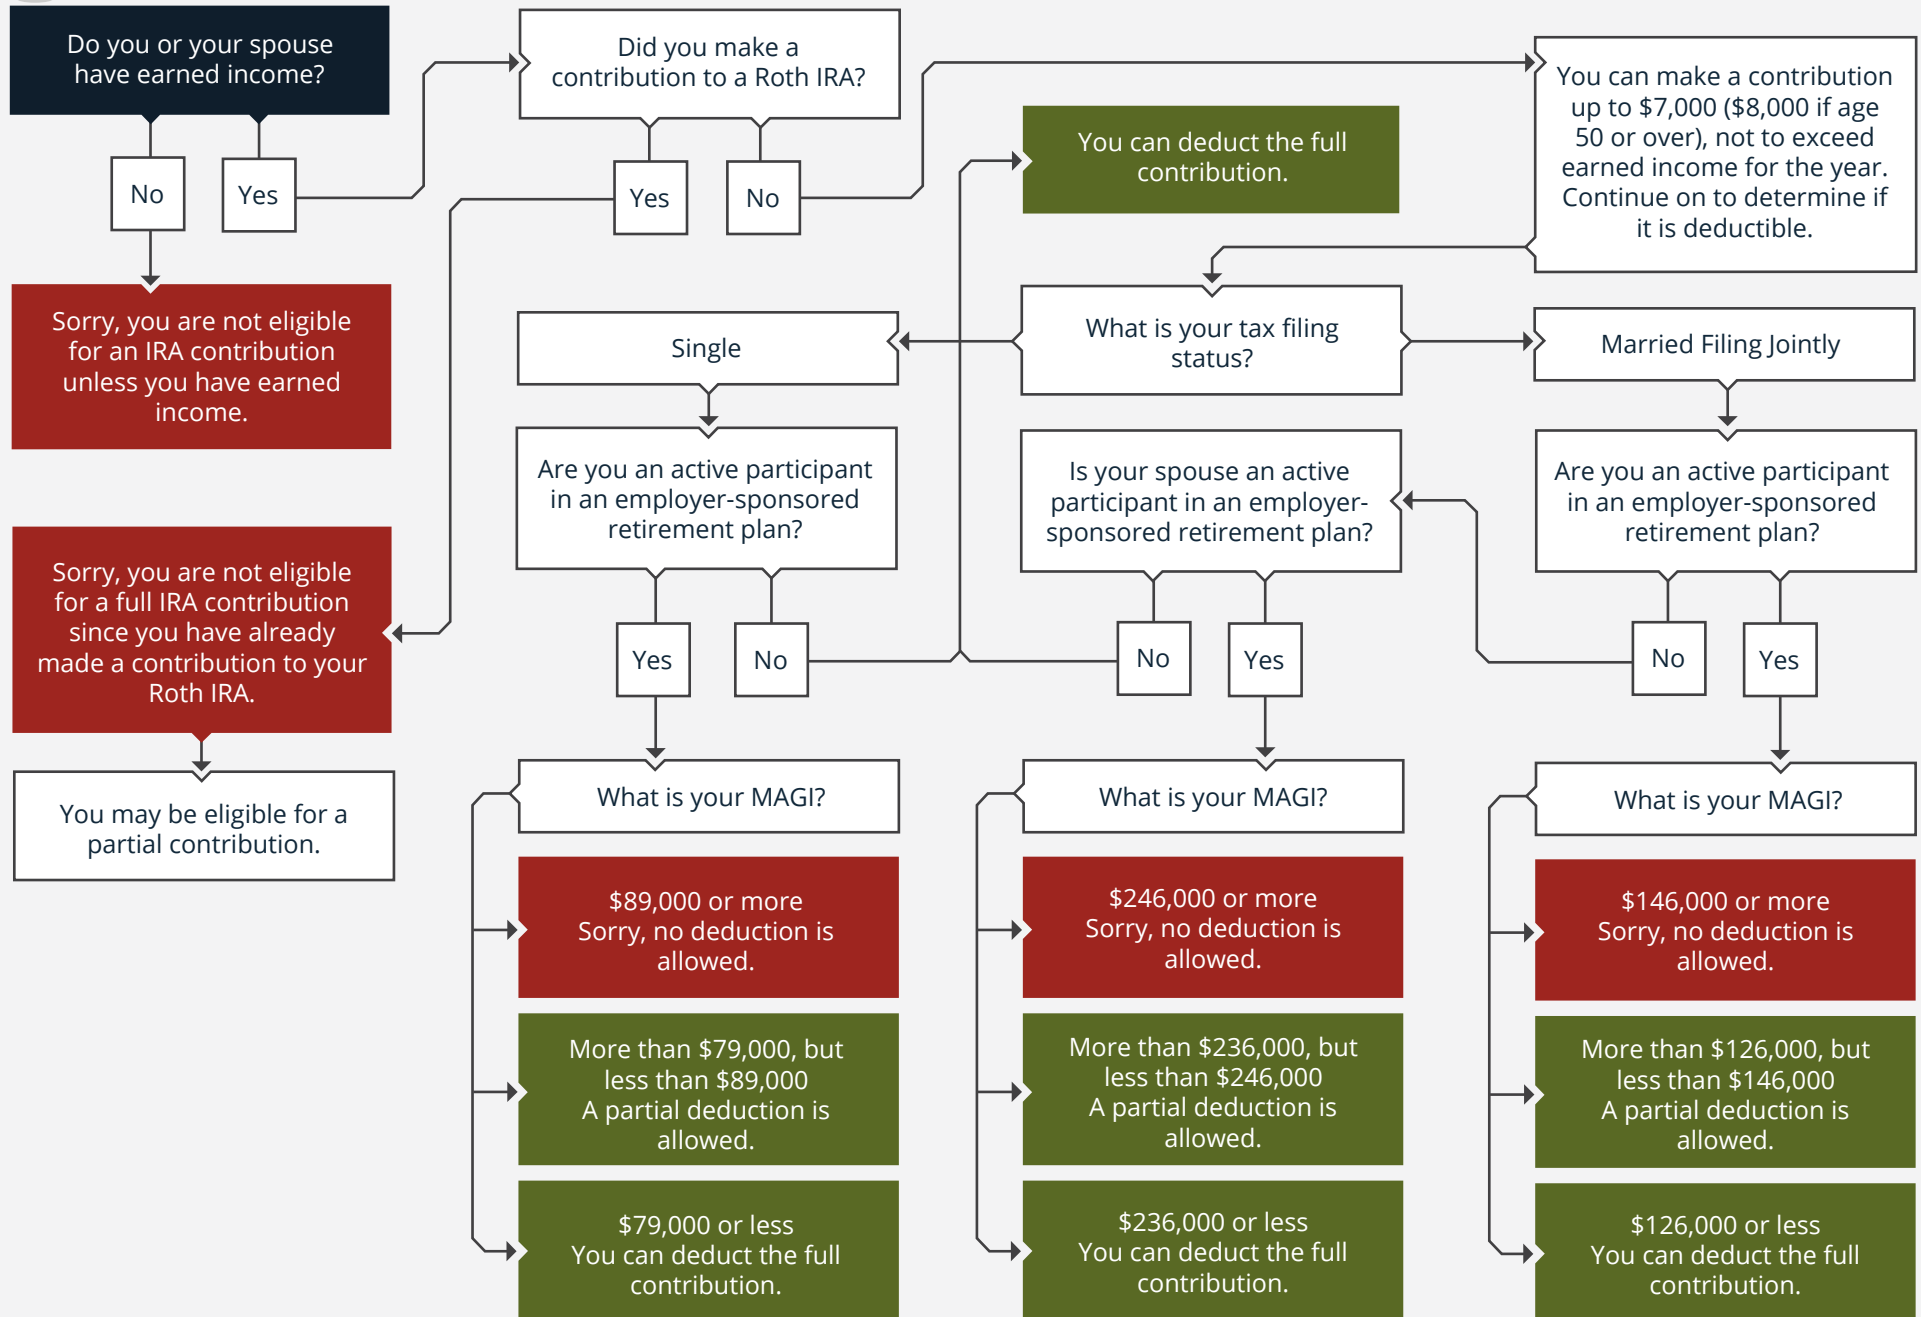 Do you or your spouse
have earned income?
No
Yes
Sorry, you are not eligible
for an IRA contribution
unless you have earned
income.
Did you make a
contribution to a Roth IRA?
Yes
No
Sorry, you are not eligible
for a full IRA contribution
since you have already
made a contribution to your
Roth IRA.
You may be eligible for a
partial contribution.
You can make a contribution
up to $7,000 ($8,000 if age
50 or over), not to exceed
earned income for the year.
Continue on to determine if
it is deductible.
You can deduct the full
contribution.
What is your tax filing
status?
Single
Married Filing Jointly
Are you an active participant
in an employer-sponsored
retirement plan?
Yes
No
Is your spouse an active
participant in an employer-
sponsored retirement plan?
No
Yes
Are you an active participant
in an employer-sponsored
retirement plan?
No
Yes
What is your MAGI?
$89,000 or more
Sorry, no deduction is
allowed.
More than $79,000, but
less than $89,000
A partial deduction is
allowed.
$79,000 or less
You can deduct the full
contribution.
What is your MAGI?
$246,000 or more
Sorry, no deduction is
allowed.
More than $236,000, but
less than $246,000
A partial deduction is
allowed.
$236,000 or less
You can deduct the full
contribution.
What is your MAGI?
$146,000 or more
Sorry, no deduction is
allowed.
More than $126,000, but
less than $146,000
A partial deduction is
allowed.
$126,000 or less
You can deduct the full
contribution.